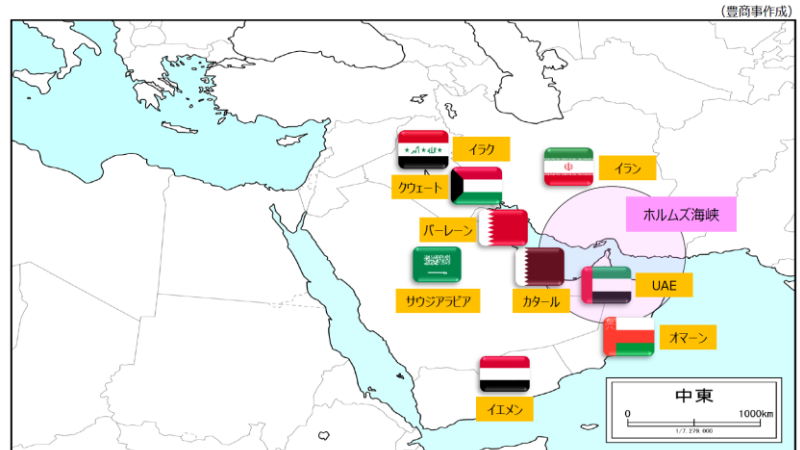 (豊商事作成)
イラク
イラン
クウェート
ホルムズ海峡
バーレーン
UAE
サウジアラビア
カタール
オマーン
イエメン
中東
0 1000km
1/7.279.000